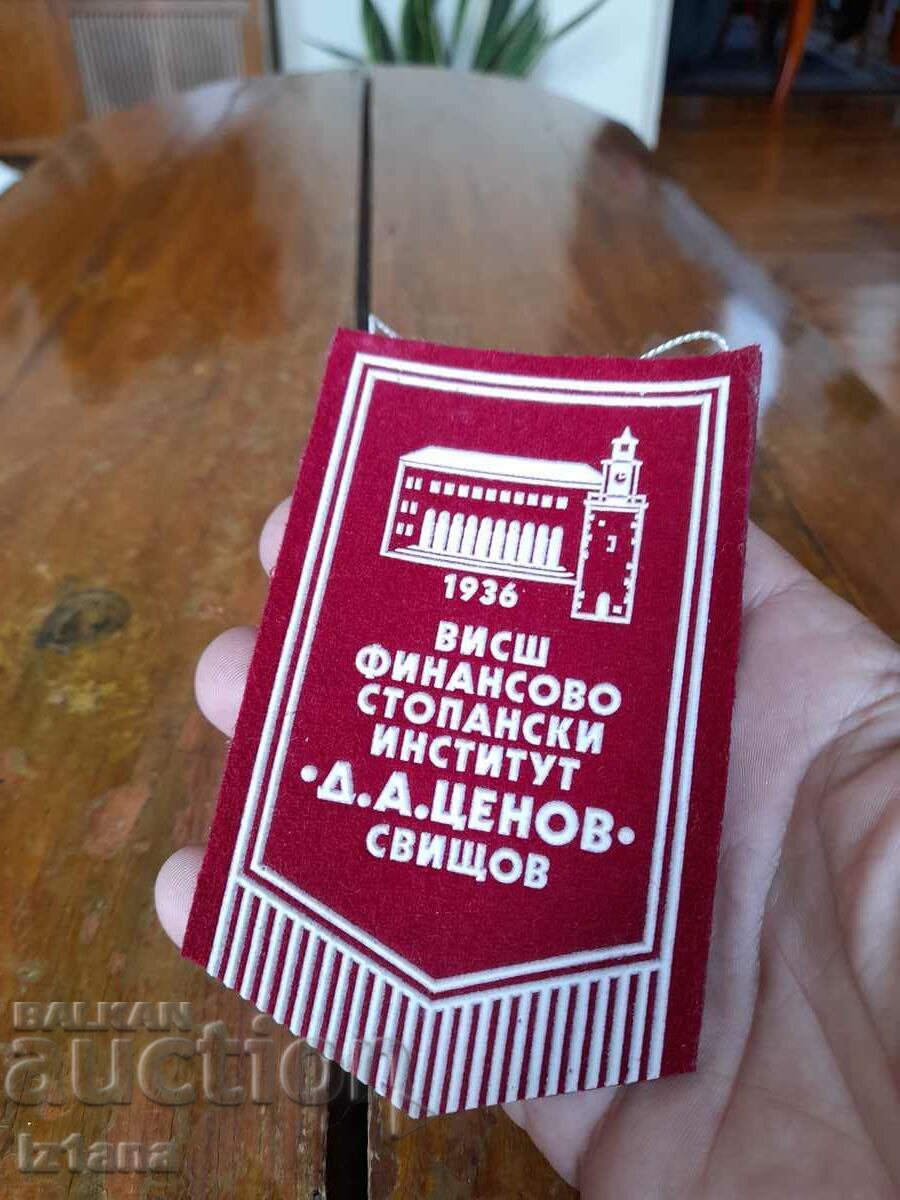 1936
ВИСШ
ФИНАНСОВО
СТОПАНСКИ
ИНСТИТУТ
•Д.А.ЦЕНОВ•
СВИЩОВ
BALKAN
auction
iztana